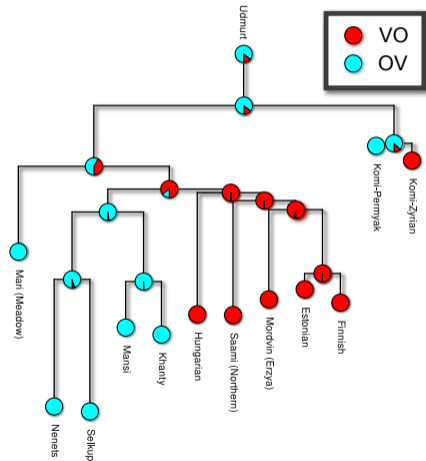 VO
OV
Udmurt
Komi-Zyrian
Komi-Permyak
Mari (Meadow)
Finnish
Estonian
Mordvin (Erzya)
Saami (Northern)
Hungarian
Khanty
Mansi
Selkup
Nenets